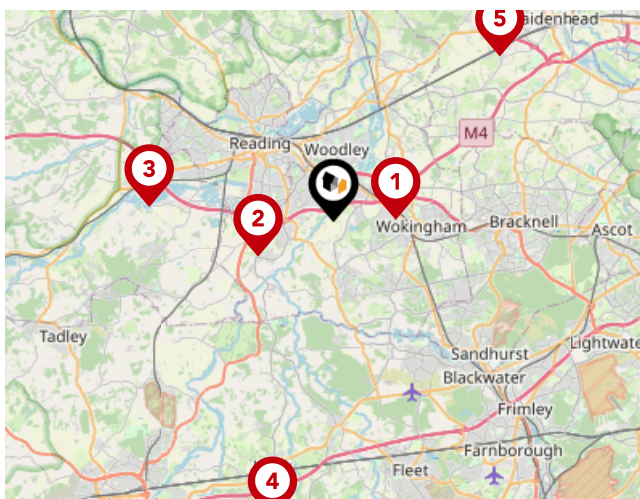 5
aidenhead
M4
Reading
Woodley
3
1
2
Wokingham
Bracknell
Ascot
Tadley
Lightwate
Sandhurst
Blackwater
Frimley
Farnborough
Fleet
4